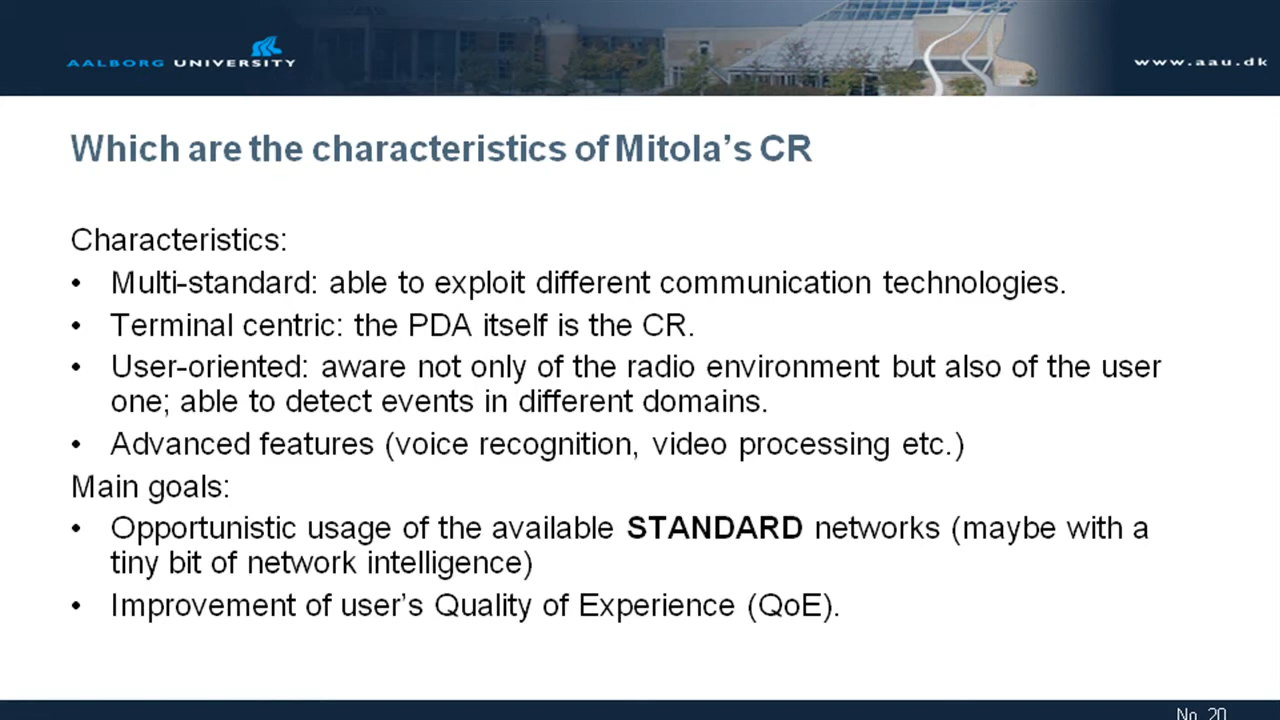 AALBORG UNIVERSITY
www.aau.dk
Which are the characteristics of Mitola's CR
Characteristics:
• Multi-standard: able to exploit different communication technologies.
• Terminal centric: the PDA itself is the CR.
• User-oriented: aware not only of the radio environment but also of the user
one; able to detect events in different domains.
• Advanced features (voice recognition, video processing etc.)
Main goals:
• Opportunistic usage of the available STANDARD networks (maybe with a
tiny bit of network intelligence)
• Improvement of user's Quality of Experience (QoE).
No. 20